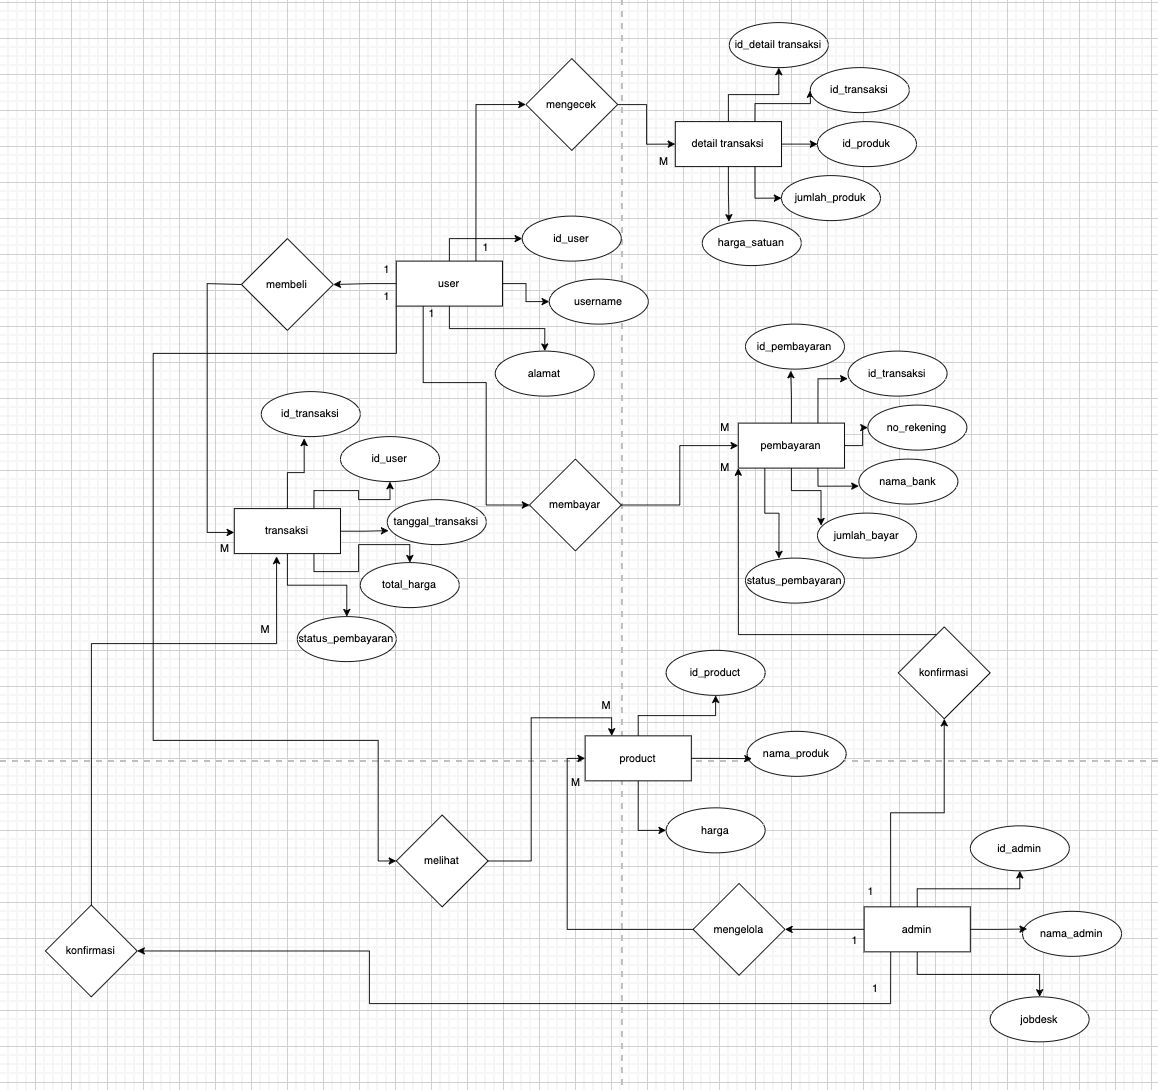 id_detail transaksi
id_transaksi
mengecek
detail transaksi
id_produk
M
jumlah_produk
harga_satuan
id_user
1
1
membeli
user
1
username
1
alamat
id_pembayaran
id_transaksi
id_transaksi
M
no_rekening
pembayaran
id_user
M
nama_bank
membayar
tanggal_transaksi
transaksi
jumlah_bayar
M
total_harga
status_pembayaran
M
status_pembayaran
id_product
konfirmasi
M
product
nama_produk
M
harga
melihat
id_admin
1
mengelola
admin
nama_admin
1
konfirmasi
1
jobdesk